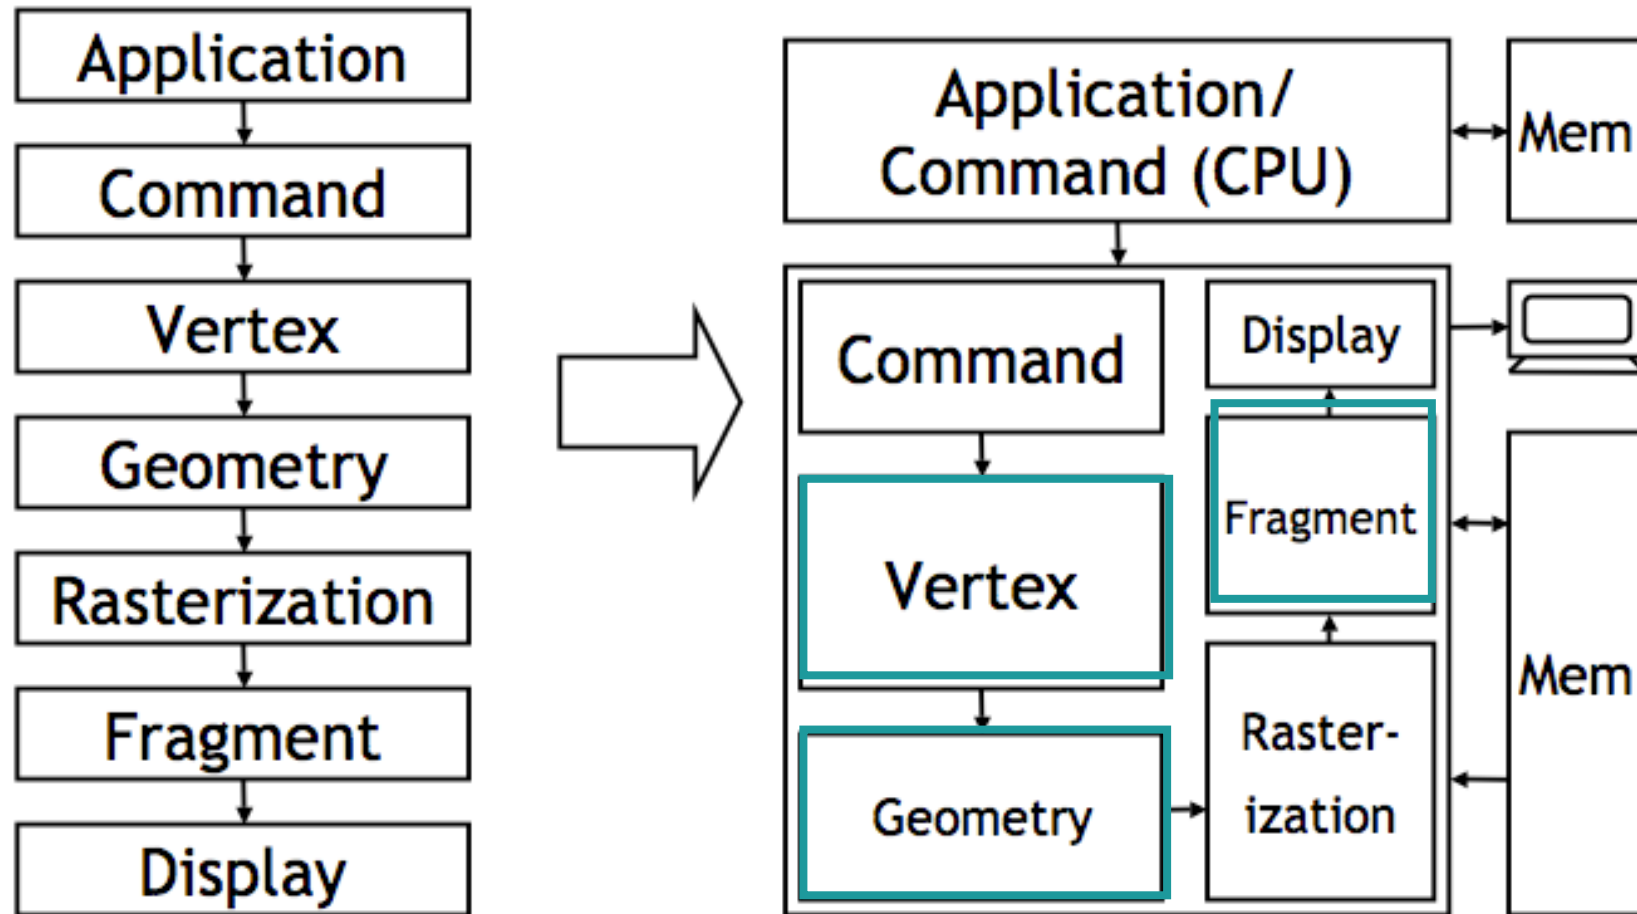 Application
Command
Vertex
Geometry
Rasterization
Fragment
Display
Application/
Command (CPU)
Mem
Command
Vertex
Geometry
Display
Fragment
Raster-
ization
Mem